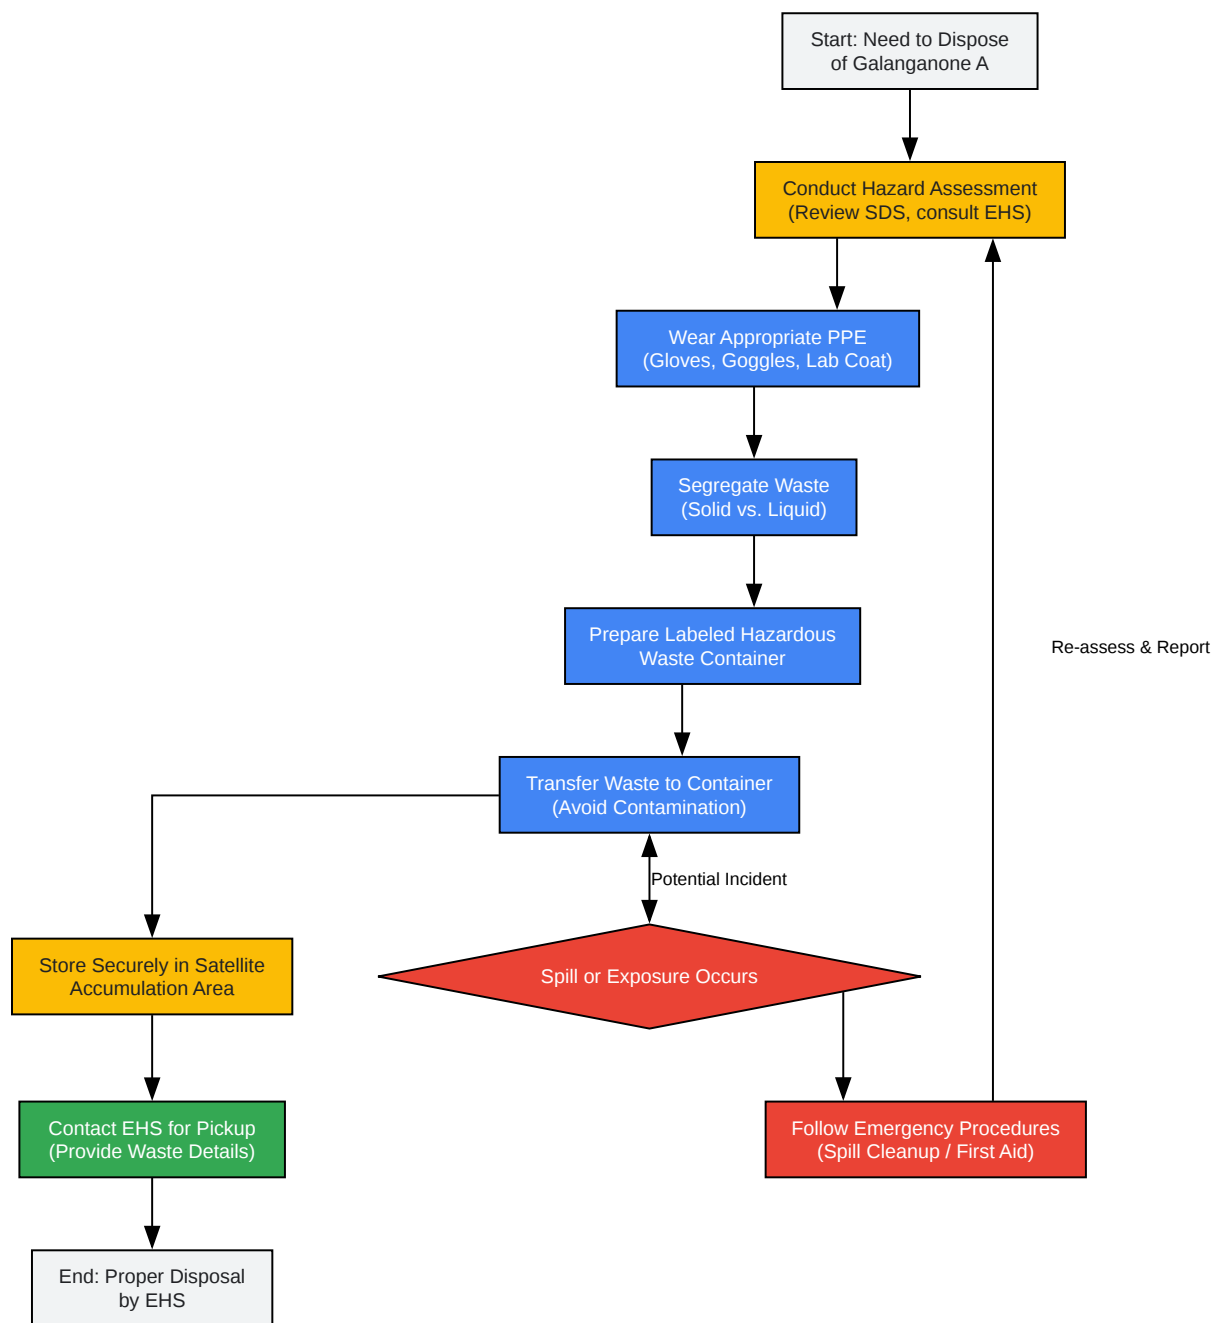 Start: Need to Dispose
of Galanganone A
Conduct Hazard Assessment
(Review SDS, consult EHS)
Wear Appropriate PPE
(Gloves, Goggles, Lab Coat)
Segregate Waste
(Solid vs. Liquid)
Prepare Labeled Hazardous
Waste Container
Re-assess & Report
Transfer Waste to Container
(Avoid Contamination)
Potential Incident
Store Securely in Satellite
Accumulation Area
Spill or Exposure Occurs
Contact EHS for Pickup
(Provide Waste Details)
Follow Emergency Procedures
(Spill Cleanup / First Aid)
End: Proper Disposal
by EHS